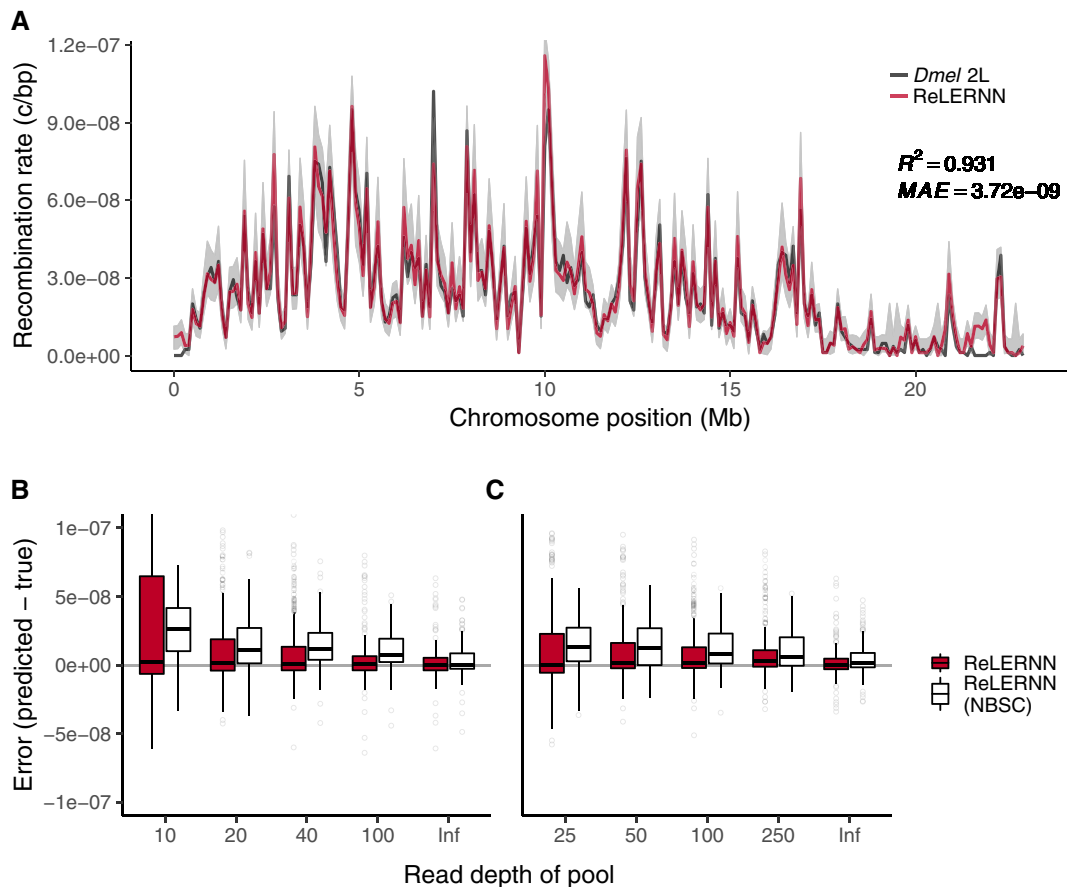 A
Recombination rate (c/bp)
1.2e−07
9.0e−08
6.0e−08
3.0e−08
0.0e+00
0 5 10 15 20
Chromosome position (Mb)
Dmel 2L
ReLERNN
R² = 0.931
MAE = 3.72e−09
B
C
Error (predicted − true)
1e−07
5e−08
0e+00
−5e−08
−1e−07
10 20 40 100 Inf
25 50 100 250 Inf
Read depth of pool
ReLERNN
ReLERNN
(NBSC)